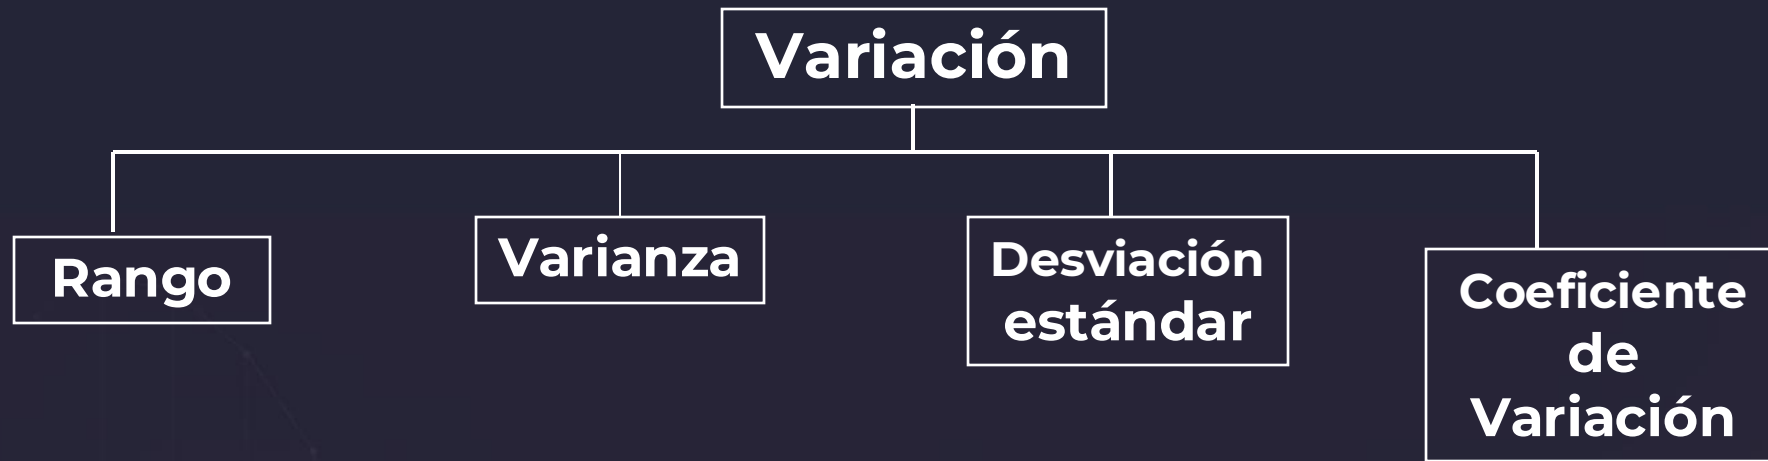 Variación
Rango
Varianza
Desviación
estándar
Coeficiente
de
Variación